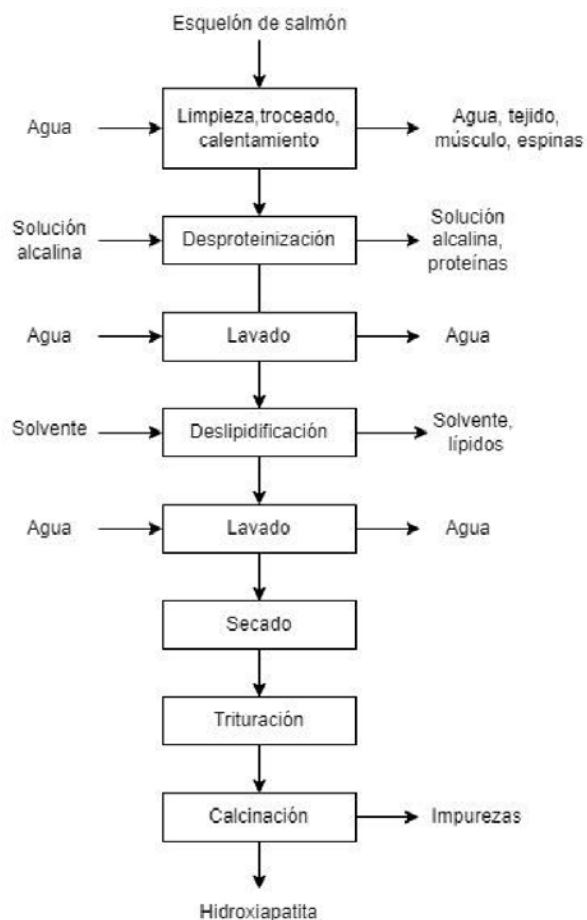 Esquelón de salmón
Agua
Limpieza,troceado,
calentamiento
Agua, tejido,
músculo, espinas
Solución
alcalina
Desproteinización
Solución
alcalina,
proteínas
Agua
Lavado
Agua
Solvente
Deslipidificación
Solvente,
lípidos
Agua
Lavado
Agua
Secado
Trituración
Calcinación
Impurezas
Hidroxiapatita